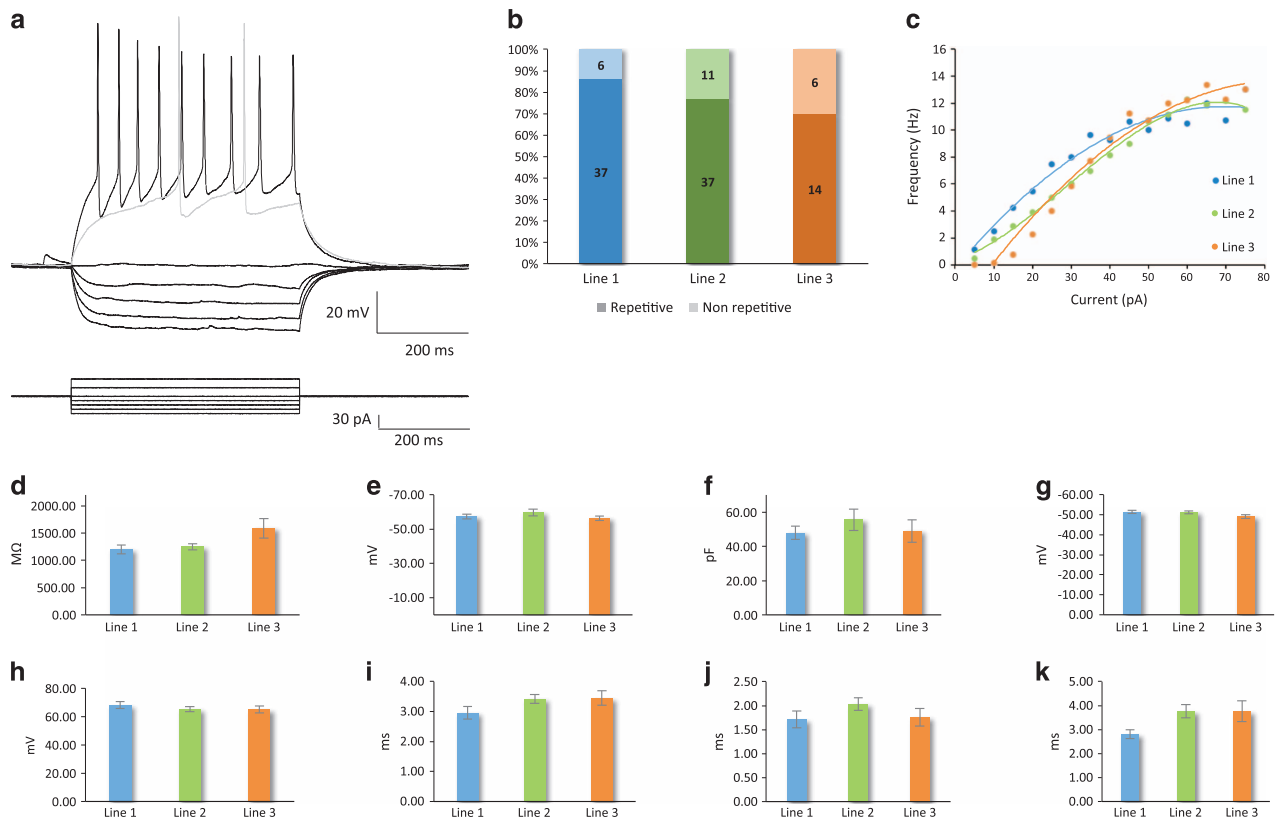 a
20 mV
200 ms
30 pA
200 ms
b
100%
90%
80%
70%
60%
50%
40%
30%
20%
10%
0%
6
11
6
37
37
14
Line 1 Line 2 Line 3
Repetitive Non repetitive
c
Frequency (Hz)
16
14
12
10
8
6
4
2
0
0 10 20 30 40 50 60 70 80
Current (pA)
Line 1
Line 2
Line 3
d
MΩ
2000.00
1500.00
1000.00
500.00
0.00
Line 1 Line 2 Line 3
e
mV
-70.00
-50.00
-30.00
-10.00
Line 1 Line 2 Line 3
f
pF
60.00
40.00
20.00
0.00
Line 1 Line 2 Line 3
g
mV
-60.00
-50.00
-40.00
-30.00
-20.00
-10.00
0.00
Line 1 Line 2 Line 3
h
mV
80.00
60.00
40.00
20.00
0.00
Line 1 Line 2 Line 3
i
ms
4.00
3.00
2.00
1.00
0.00
Line 1 Line 2 Line 3
j
ms
2.50
2.00
1.50
1.00
0.50
0.00
Line 1 Line 2 Line 3
k
ms
5.00
4.00
3.00
2.00
1.00
0.00
Line 1 Line 2 Line 3